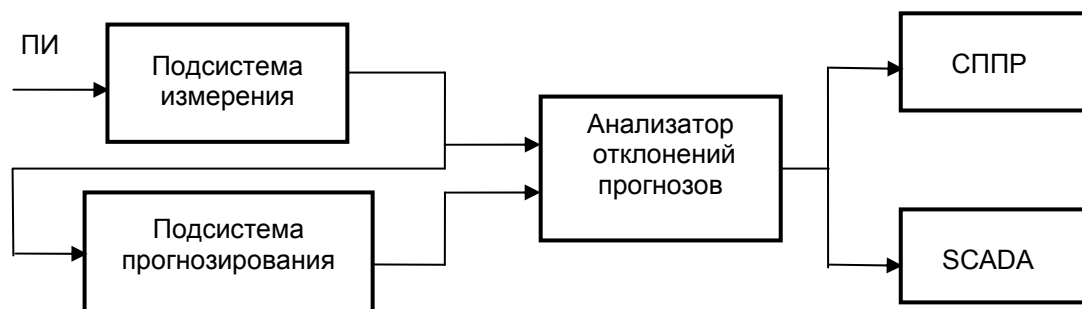 ПИ
Подсистема
измерения
Подсистема
прогнозирования
Анализатор
отклонений
прогнозов
СППР
SCADA